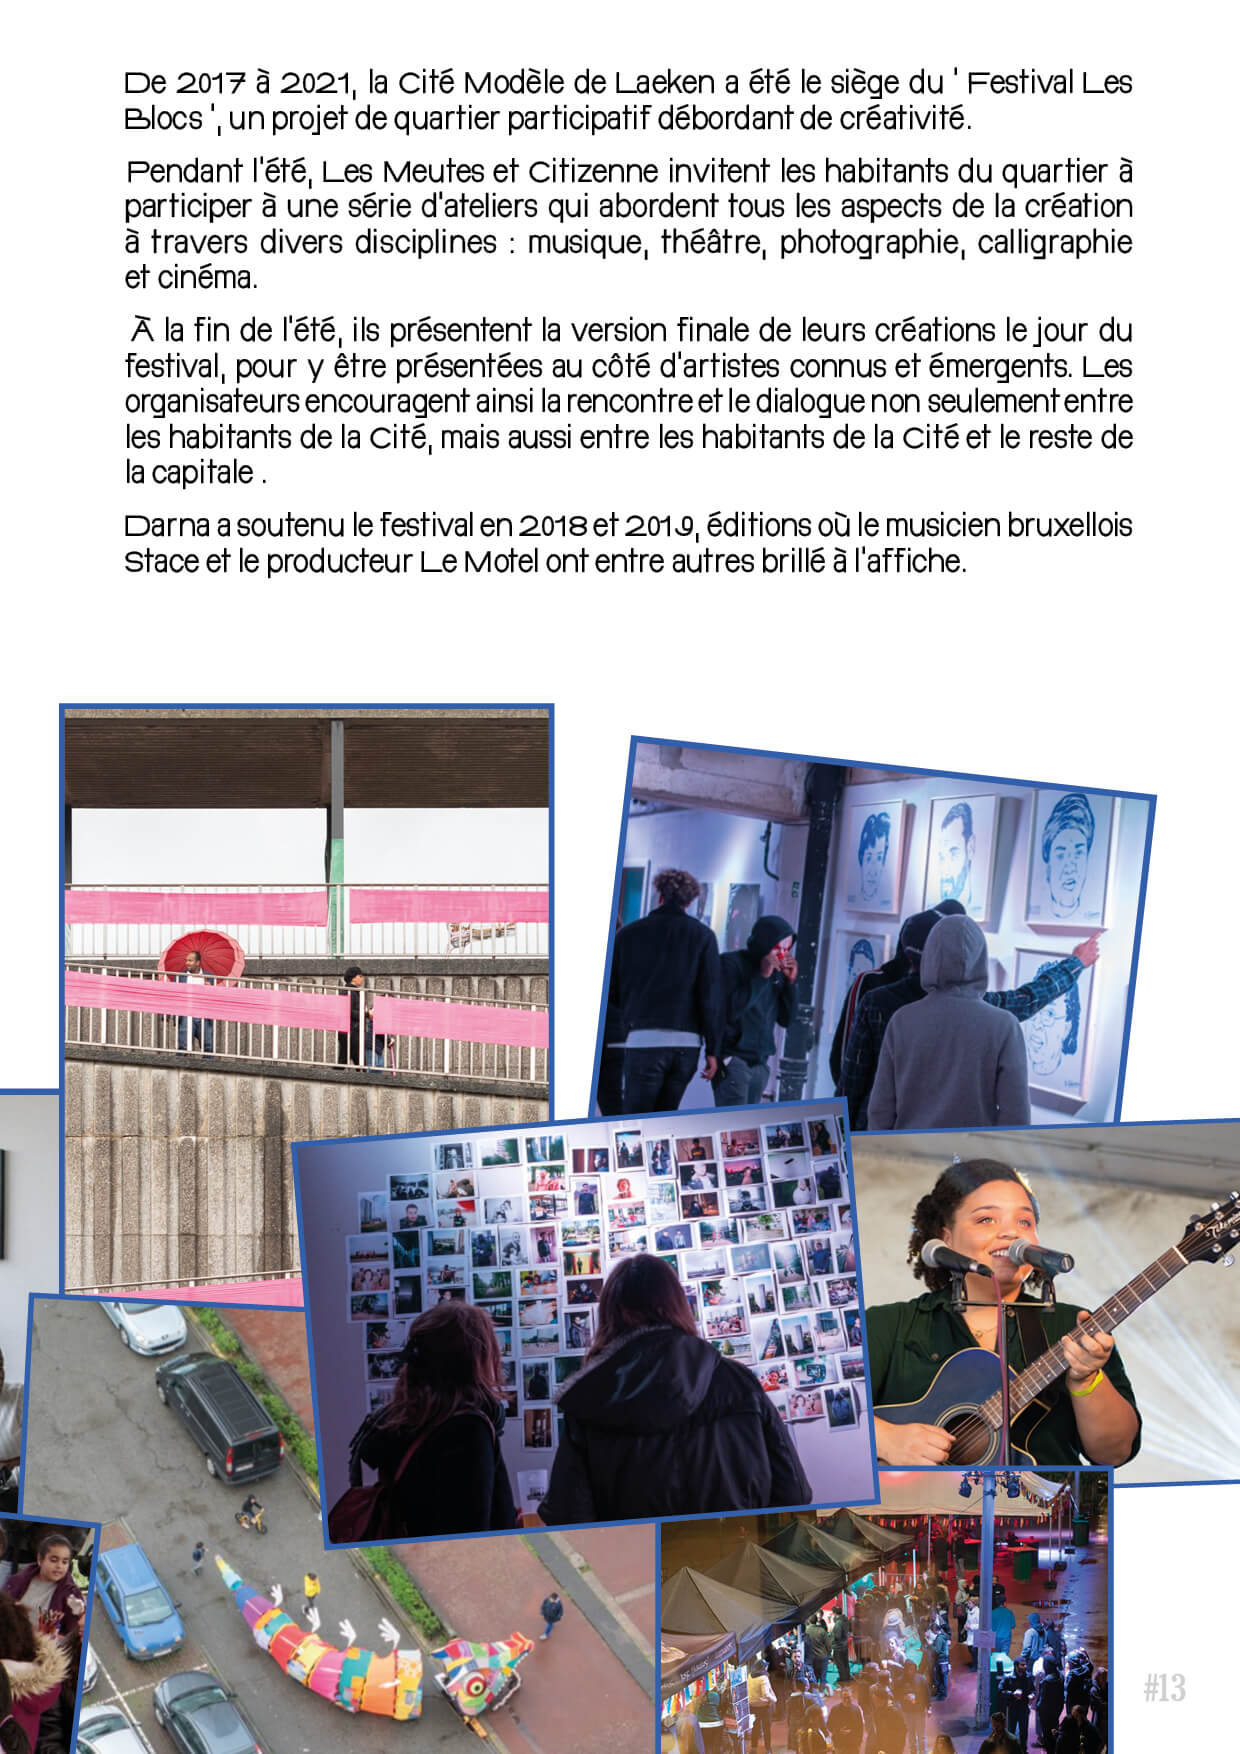 De 2017 à 2021, la Cité Modèle de Laeken a été le siège du ' Festival Les
Blocs ', un projet de quartier participatif débordant de créativité.
Pendant l'été, Les Meutes et Citizenne invitent les habitants du quartier à
participer à une série d'ateliers qui abordent tous les aspects de la création
à travers divers disciplines : musique, théâtre, photographie, calligraphie
et cinéma.
À la fin de l'été, ils présentent la version finale de leurs créations le jour du
festival, pour y être présentées au côté d'artistes connus et émergents. Les
organisateurs encouragent ainsi la rencontre et le dialogue non seulement entre
les habitants de la Cité, mais aussi entre les habitants de la Cité et le reste de
la capitale .
Darna a soutenu le festival en 2018 et 2019, éditions où le musicien bruxellois
Stace et le producteur Le Motel ont entre autres brillé à l'affiche.
#13